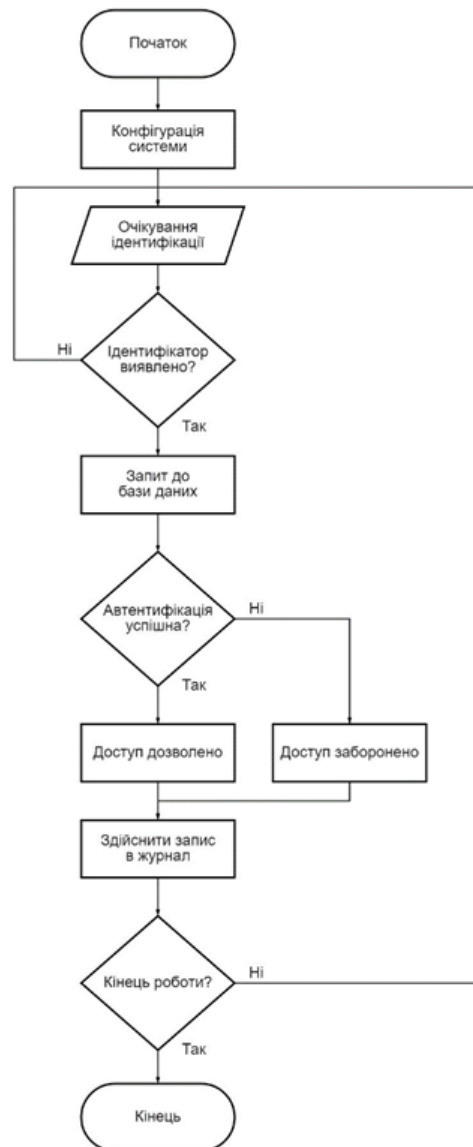 Початок
Конфігурація
системи
Очікування
ідентифікації
Ні
Ідентифікатор
виявлено?
Так
Запит до
бази даних
Автентифікація
успішна?
Ні
Так
Доступ дозволено
Доступ заборонено
Здійснити запис
в журнал
Кінець роботи?
Ні
Так
Кінець